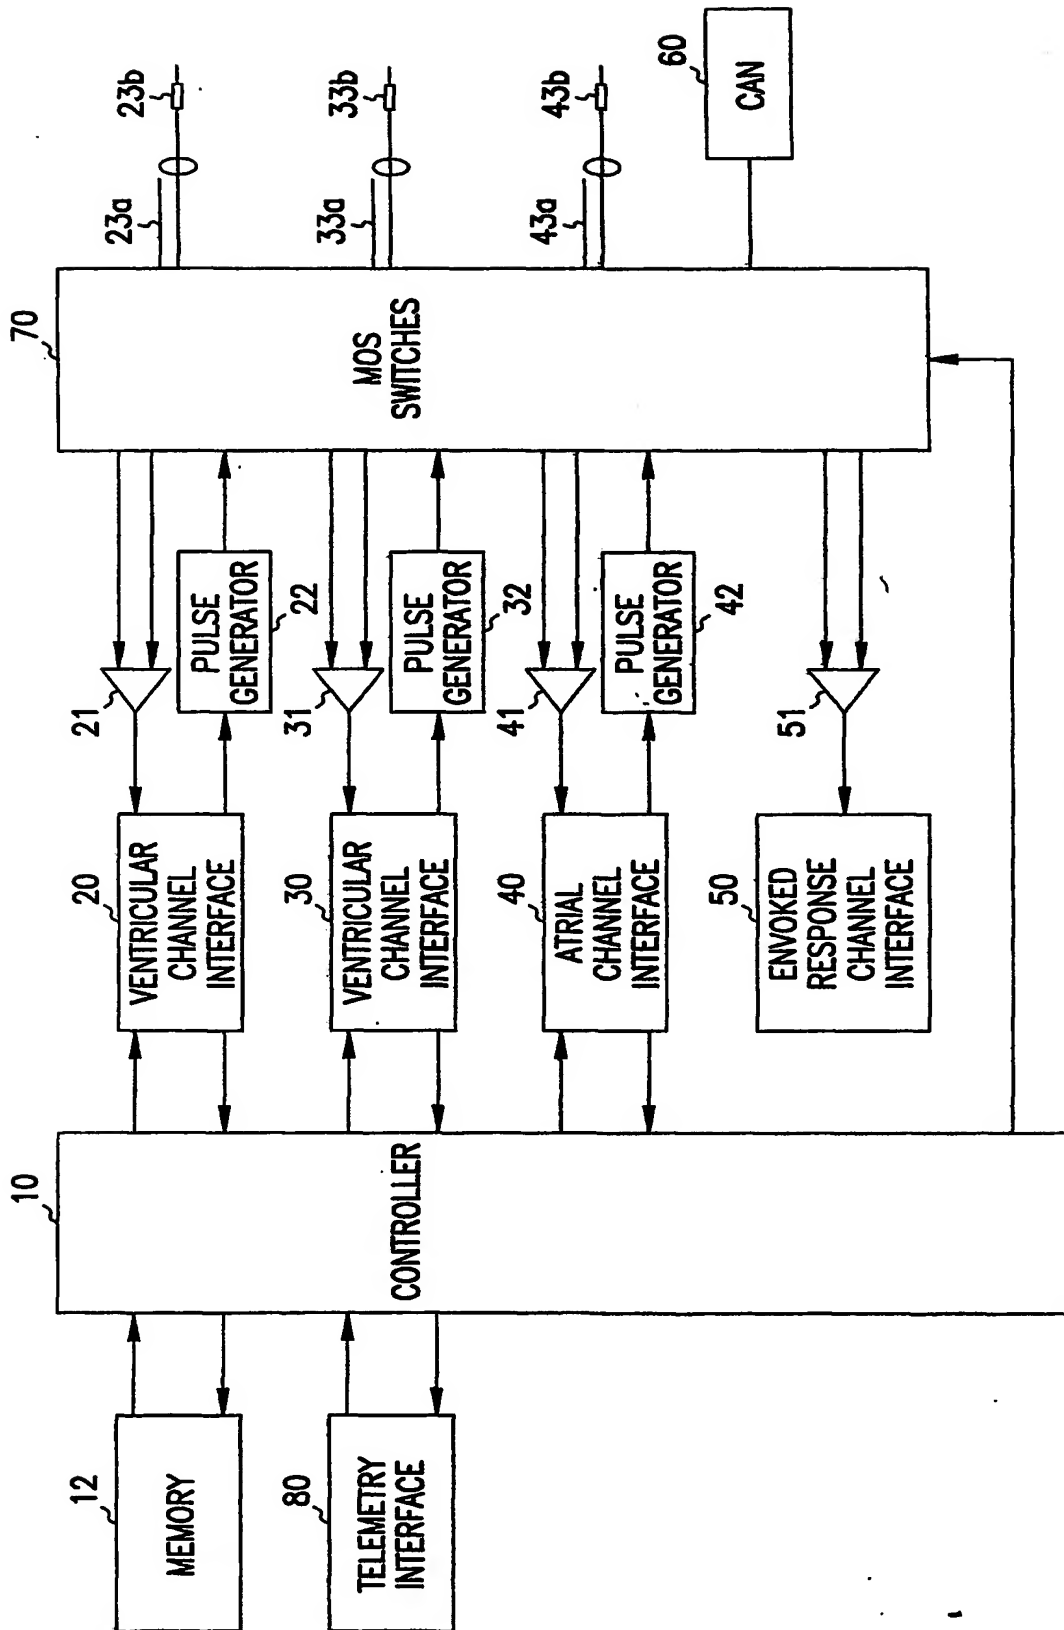 12
MEMORY
80
TELEMETRY
INTERFACE
10
CONTROLLER
20
VENTRICULAR
CHANNEL
INTERFACE
21
PULSE
GENERATOR
22
30
VENTRICULAR
CHANNEL
INTERFACE
31
PULSE
GENERATOR
32
40
ATRIAL
CHANNEL
INTERFACE
41
PULSE
GENERATOR
42
50
ENVOKED
RESPONSE
CHANNEL
INTERFACE
51
70
MOS
SWITCHES
23a
23b
33a
33b
43a
43b
60
CAN